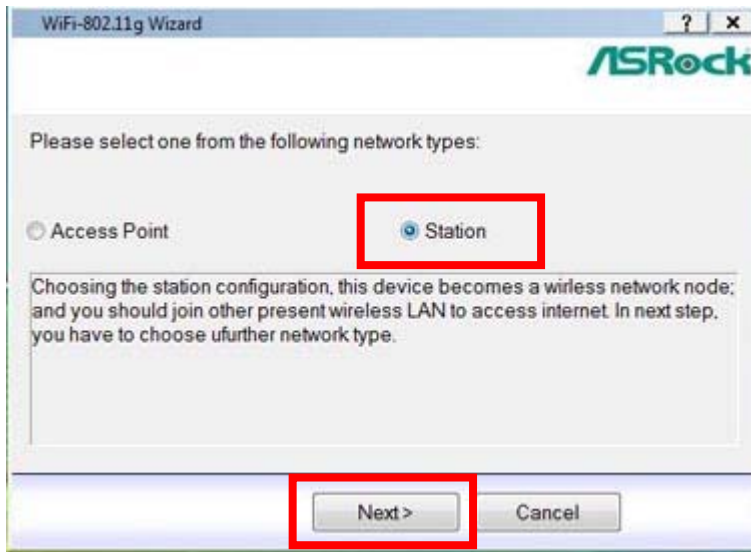 WiFi-802.11g Wizard
? x
ASRock
Please select one from the following network types:
Access Point
Station
Choosing the station configuration, this device becomes a wirless network node;
and you should join other present wireless LAN to access internet. In next step,
you have to choose ufurther network type.
Next>
Cancel